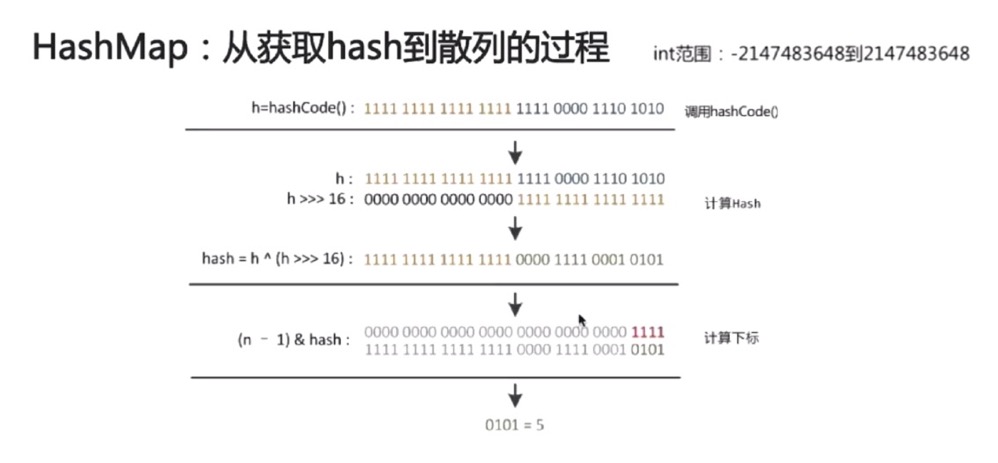 HashMap：从获取hash到散列的过程 int范围：-2147483648到2147483648
h=hashCode()： 1111 1111 1111 1111 1111 0000 1110 1010 调用hashCode()
h： 1111 1111 1111 1111 1111 0000 1110 1010
h >>> 16： 0000 0000 0000 0000 1111 1111 1111 1111 计算Hash
hash = h ^ (h >>> 16)： 1111 1111 1111 1111 0000 1111 0001 0101
(n - 1) & hash： 0000 0000 0000 0000 0000 0000 0000 1111 计算下标
1111 1111 1111 1111 0000 1111 0001 0101
0101 = 5